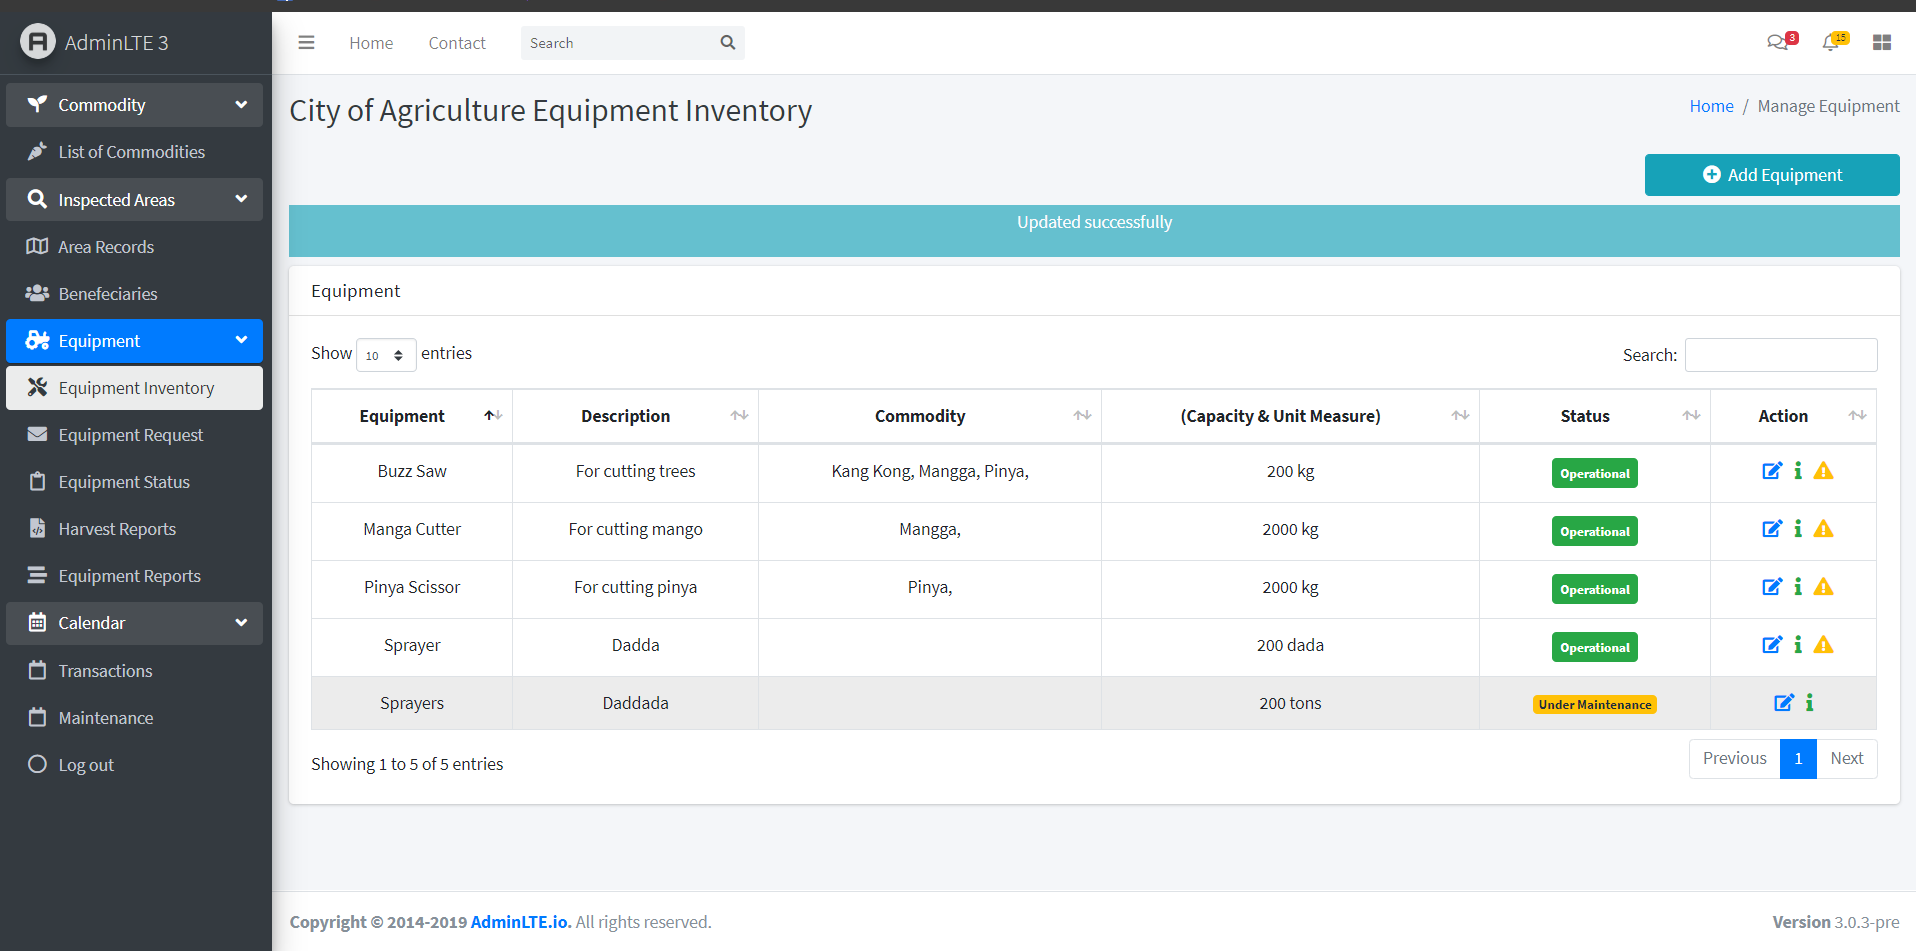 AdminLTE 3
Home
Contact
Search
3
15
Commodity
List of Commodities
Inspected Areas
Area Records
Benefeciaries
Equipment
Equipment Inventory
Equipment Request
Equipment Status
Harvest Reports
Equipment Reports
Calendar
Transactions
Maintenance
Log out
City of Agriculture Equipment Inventory
Home / Manage Equipment
Add Equipment
Updated successfully
Equipment
Show 10 entries
Search:
Equipment Description Commodity (Capacity & Unit Measure) Status Action
Buzz Saw For cutting trees Kang Kong, Mangga, Pinya, 200 kg Operational
Manga Cutter For cutting mango Mangga, 2000 kg Operational
Pinya Scissor For cutting pinya Pinya, 2000 kg Operational
Sprayer Dadda 200 dada Operational
Sprayers Daddada 200 tons Under Maintenance
Showing 1 to 5 of 5 entries
Previous 1 Next
Copyright © 2014-2019 AdminLTE.io. All rights reserved.
Version 3.0.3-pre